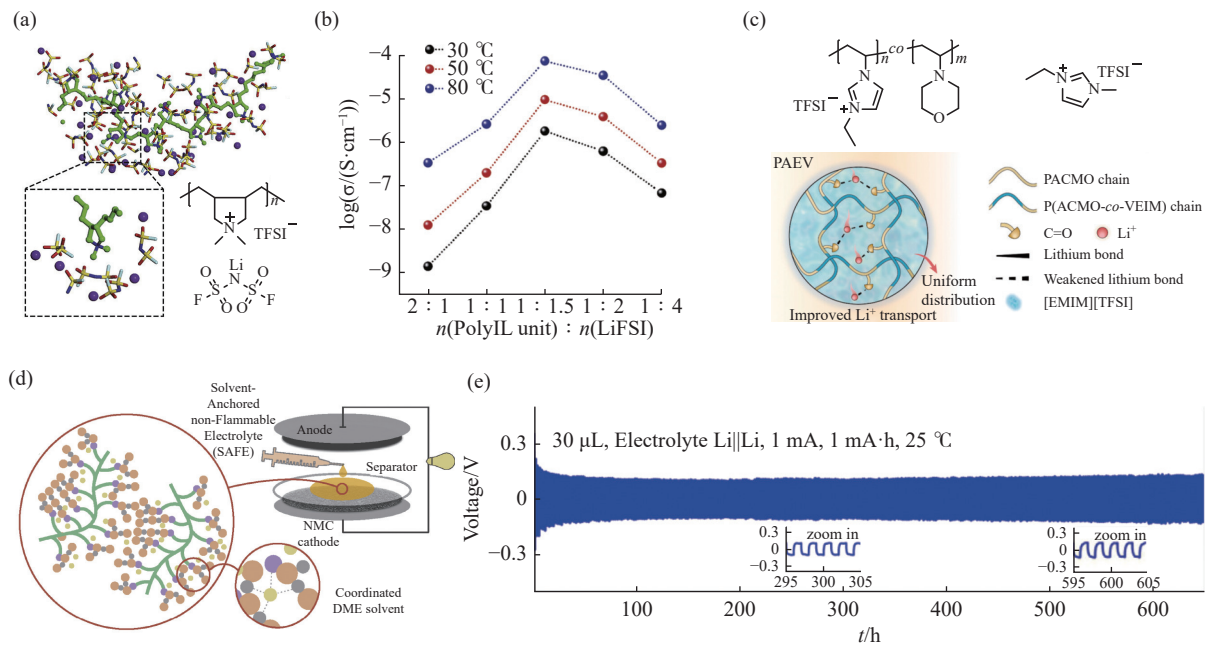 (a)
n
+
N
TFSI⁻
Li
O
N
O
S
S
F
O
O
F
(b)
30 ℃
50 ℃
80 ℃
−4
−5
−6
−7
−8
−9
log(σ/(S·cm⁻¹))
2∶1
1∶1
1∶1.5
1∶2
1∶4
n(PolyIL unit)∶n(LiFSI)
(c)
n
co
m
N
N
TFSI⁻
+
N
O
N
+
N
TFSI⁻
PAEV
Uniform
distribution
Improved Li⁺ transport
PACMO chain
P(ACMO-co-VEIM) chain
C=O
Li⁺
Lithium bond
Weakened lithium bond
[EMIM][TFSI]
(d)
Solvent-
Anchored
non-Flammable
Electrolyte
(SAFE)
Anode
Separator
NMC
cathode
Coordinated
DME solvent
(e)
30 μL, Electrolyte Li||Li, 1 mA, 1 mA·h, 25 ℃
Voltage/V
0.3
0
−0.3
0.3
0
−0.3
zoom in
295
300
305
0.3
0
−0.3
zoom in
595
600
605
100
200
300
400
500
600
t/h